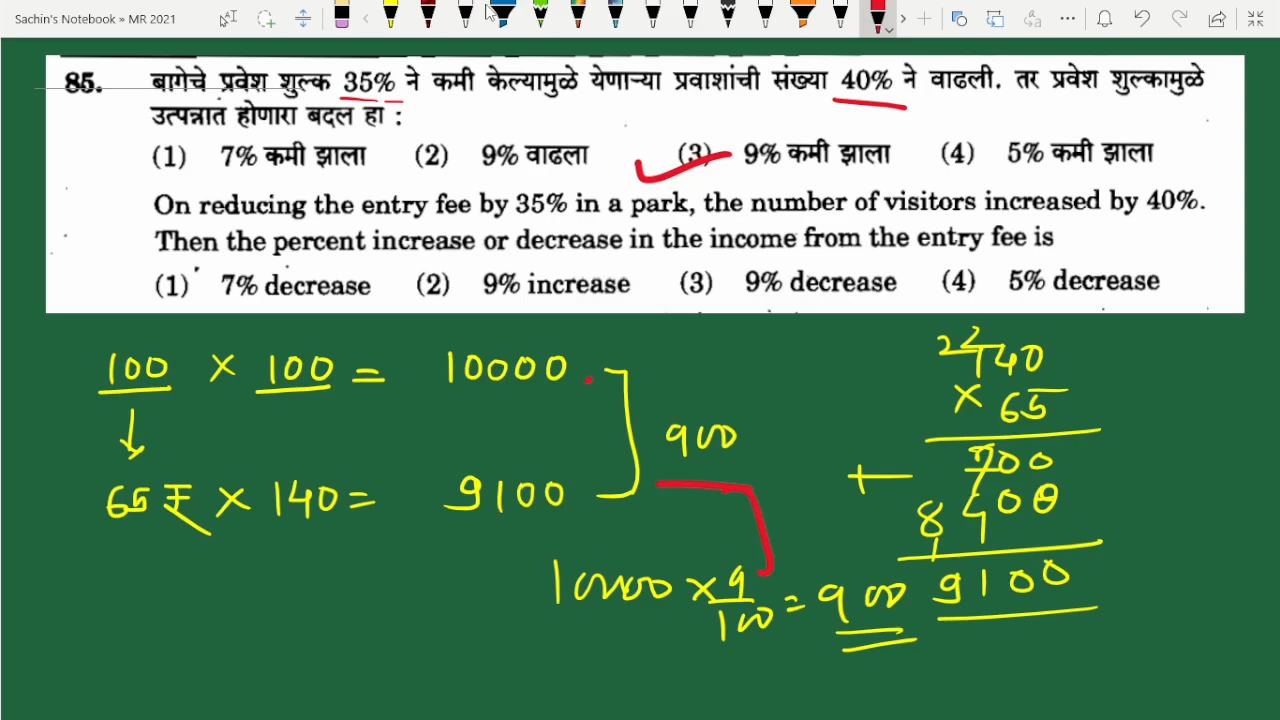 Sachin's Notebook » MR 2021
85. बागेचे प्रवेश शुल्क 35% ने कमी केल्यामुळे येणाऱ्या प्रवाशांची संख्या 40% ने वाढली. तर प्रवेश शुल्कामुळे
उत्पन्नात होणारा बदल हा :
(1) 7% कमी झाला (2) 9% वाढला (3) 9% कमी झाला (4) 5% कमी झाला
On reducing the entry fee by 35% in a park, the number of visitors increased by 40%.
Then the percent increase or decrease in the income from the entry fee is
(1) 7% decrease (2) 9% increase (3) 9% decrease (4) 5% decrease
100 × 100 = 10000
900
65 ₹ × 140 = 9100
10000 × 9/100 = 900
22
140
× 65
700
+ 8400
9100